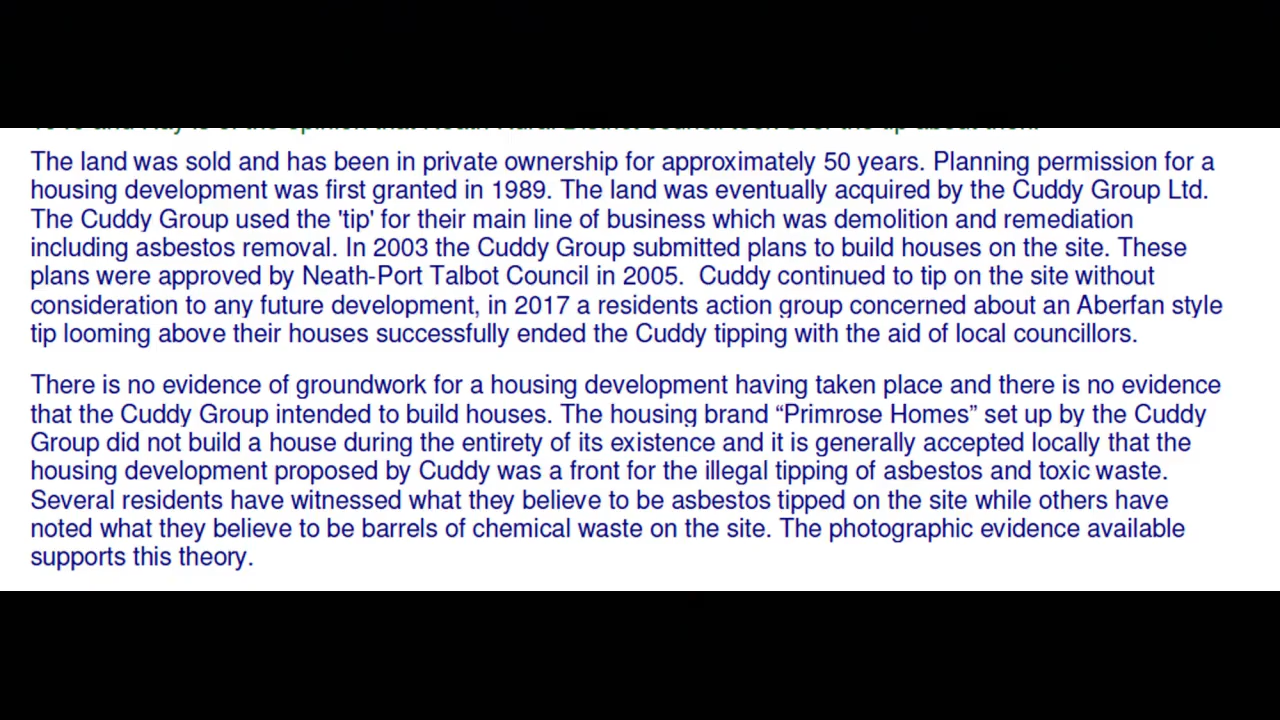 The land was sold and has been in private ownership for approximately 50 years. Planning permission for a
housing development was first granted in 1989. The land was eventually acquired by the Cuddy Group Ltd.
The Cuddy Group used the 'tip' for their main line of business which was demolition and remediation
including asbestos removal. In 2003 the Cuddy Group submitted plans to build houses on the site. These
plans were approved by Neath-Port Talbot Council in 2005.  Cuddy continued to tip on the site without
consideration to any future development, in 2017 a residents action group concerned about an Aberfan style
tip looming above their houses successfully ended the Cuddy tipping with the aid of local councillors.
There is no evidence of groundwork for a housing development having taken place and there is no evidence
that the Cuddy Group intended to build houses. The housing brand “Primrose Homes” set up by the Cuddy
Group did not build a house during the entirety of its existence and it is generally accepted locally that the
housing development proposed by Cuddy was a front for the illegal tipping of asbestos and toxic waste.
Several residents have witnessed what they believe to be asbestos tipped on the site while others have
noted what they believe to be barrels of chemical waste on the site. The photographic evidence available
supports this theory.